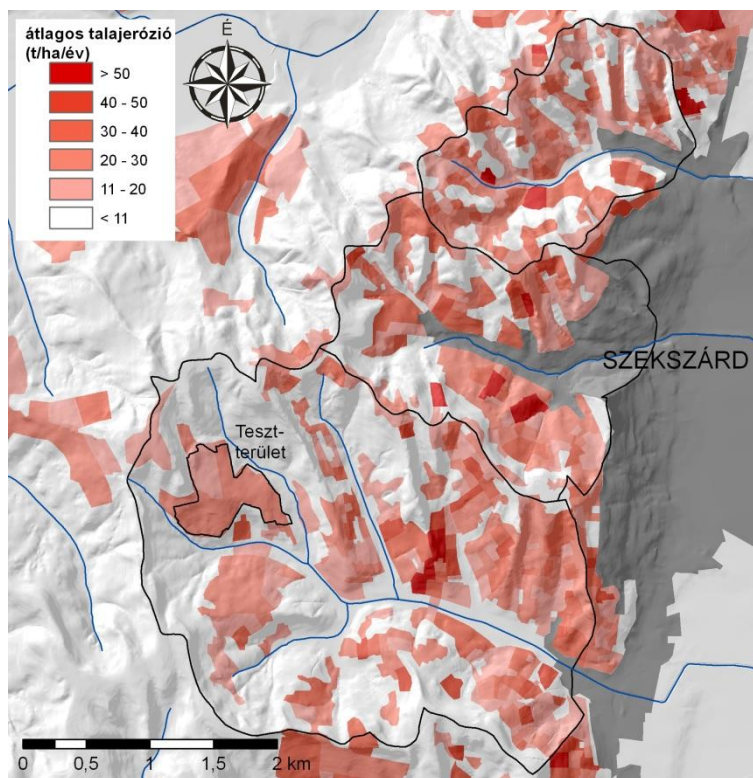 átlagos talajerózió
(t/ha/év)
> 50
40 - 50
30 - 40
20 - 30
11 - 20
< 11
É
SZEKSZÁRD
Teszt-
terület
0 0,5 1 1,5 2 km